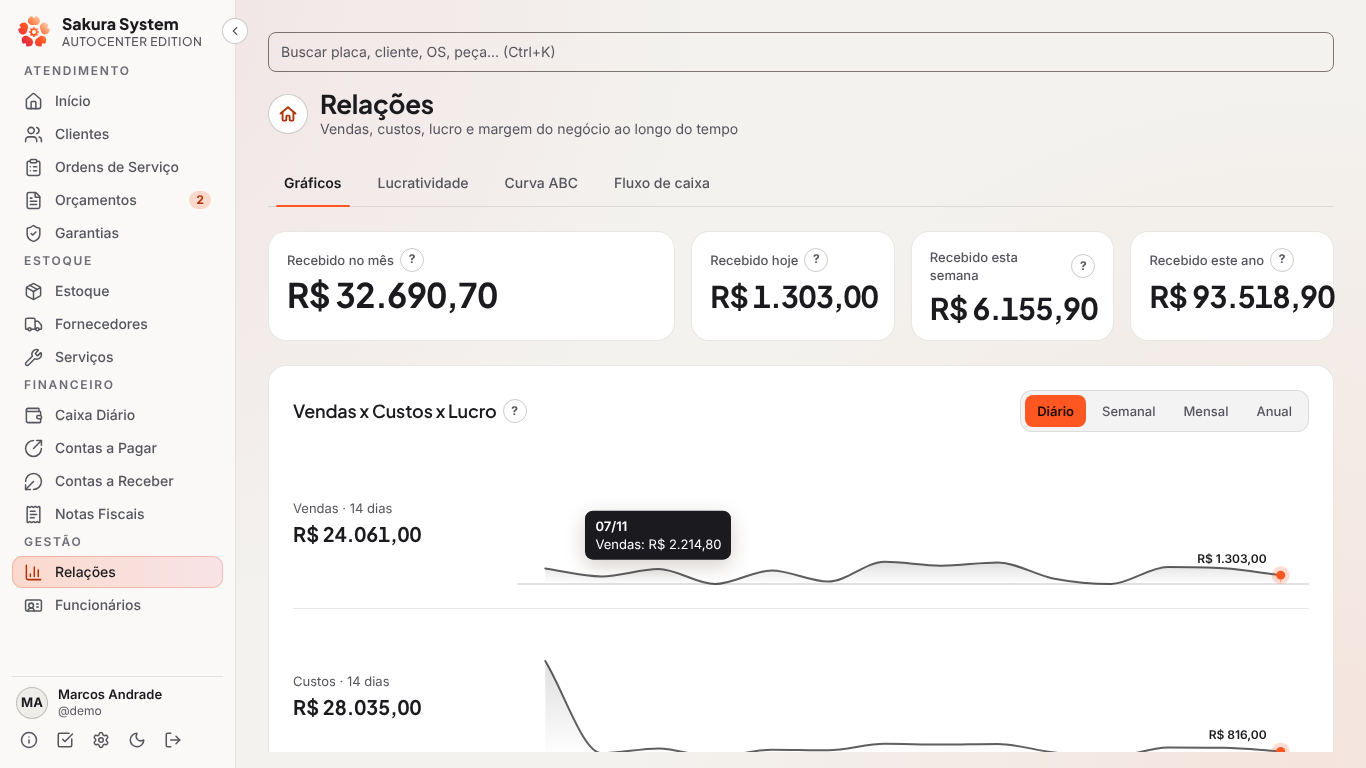 Sakura System
AUTOCENTER EDITION
ATENDIMENTO
Início
Clientes
Ordens de Serviço
Orçamentos 2
Garantias
ESTOQUE
Estoque
Fornecedores
Serviços
FINANCEIRO
Caixa Diário
Contas a Pagar
Contas a Receber
Notas Fiscais
GESTÃO
Relações
Funcionários
MA
Marcos Andrade
@demo
Buscar placa, cliente, OS, peça... (Ctrl+K)
Relações
Vendas, custos, lucro e margem do negócio ao longo do tempo
Gráficos Lucratividade Curva ABC Fluxo de caixa
Recebido no mês ?
R$ 32.690,70
Recebido hoje ?
R$ 1.303,00
Recebido esta
semana ?
R$ 6.155,90
Recebido este ano ?
R$ 93.518,90
Vendas x Custos x Lucro ?
Diário Semanal Mensal Anual
Vendas · 14 dias
R$ 24.061,00
07/11
Vendas: R$ 2.214,80
R$ 1.303,00
Custos · 14 dias
R$ 28.035,00
R$ 816,00